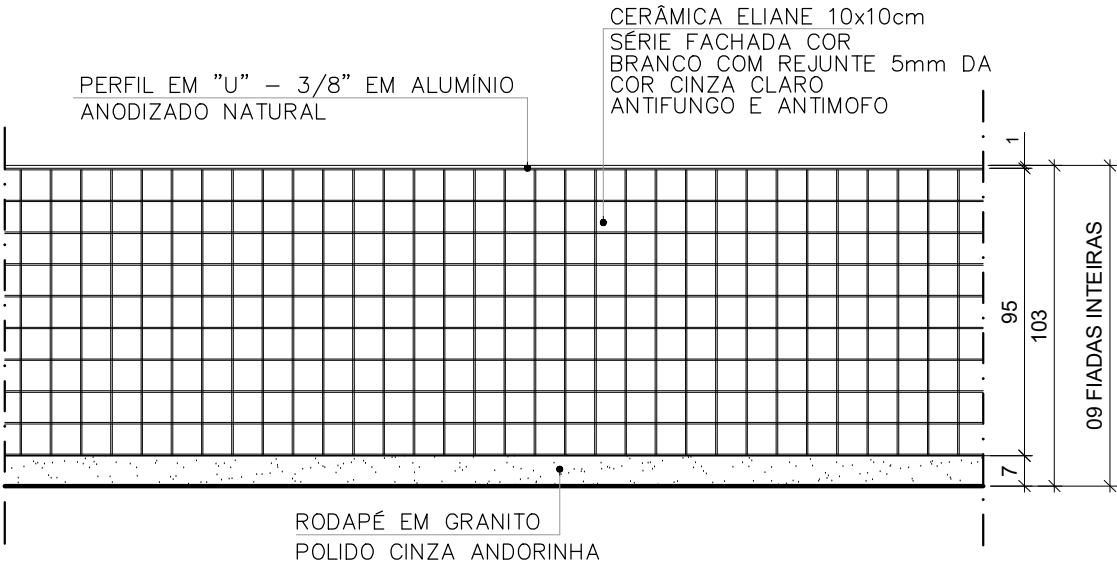 CERÂMICA ELIANE 10x10cm
SÉRIE FACHADA COR
BRANCO COM REJUNTE 5mm DA
COR CINZA CLARO
ANTIFUNGO E ANTIMOFO
PERFIL EM "U" – 3/8" EM ALUMÍNIO
ANODIZADO NATURAL
1
95
103
09 FIADAS INTEIRAS
7
RODAPÉ EM GRANITO
POLIDO CINZA ANDORINHA